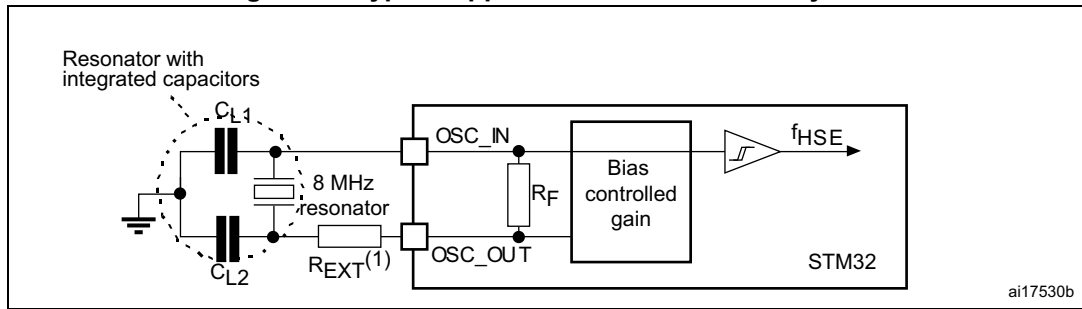 Resonator with
integrated capacitors
CL1
OSC_IN
fHSE
8 MHz
resonator
RF
Bias
controlled
gain
REXT(1)
OSC_OUT
CL2
STM32
ai17530b